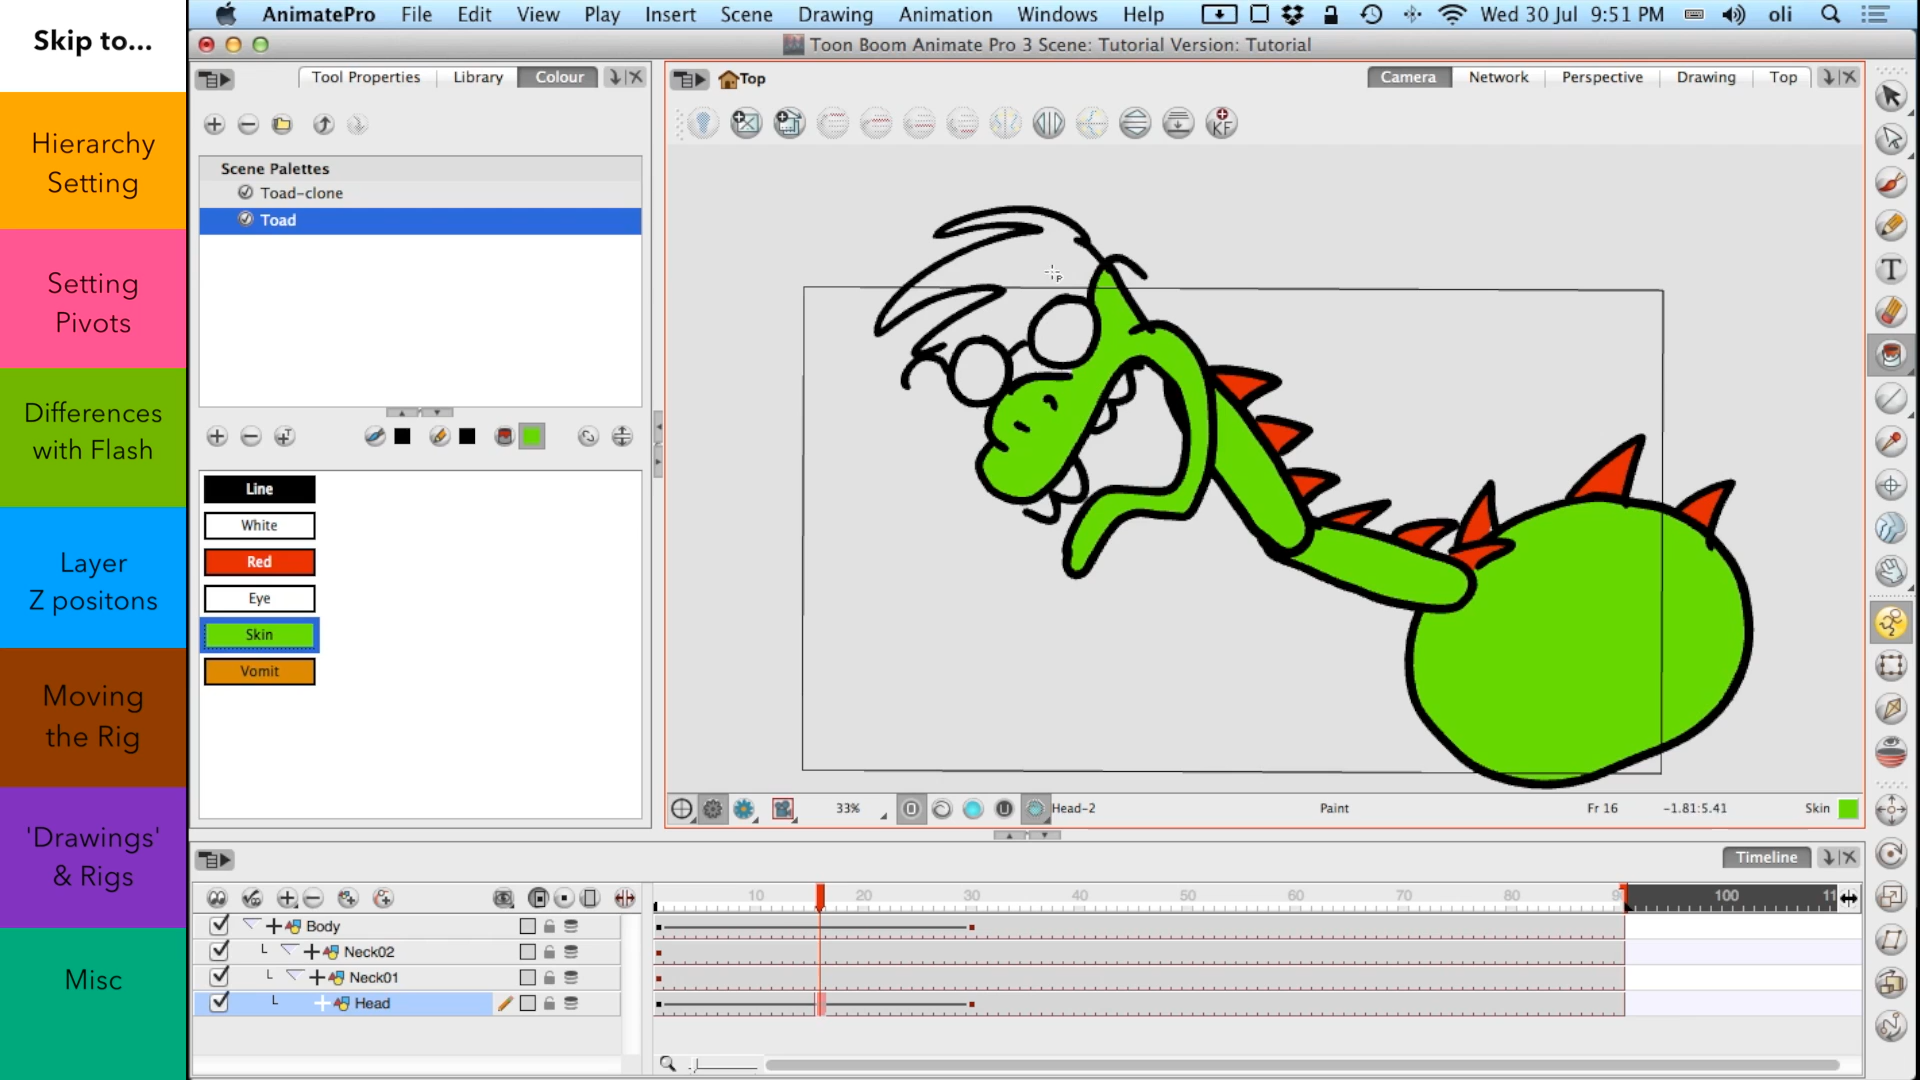 Skip to...
Hierarchy
Setting
Setting
Pivots
Differences
with Flash
Layer
Z positons
Moving
the Rig
'Drawings'
& Rigs
Misc
AnimatePro File Edit View Play Insert Scene Drawing Animation Windows Help Wed 30 Jul 9:51 PM oli
Toon Boom Animate Pro 3 Scene: Tutorial Version: Tutorial
Tool Properties Library Colour
Top Camera Network Perspective Drawing Top
KF
Scene Palettes
Toad-clone
Toad
Line
White
Red
Eye
Skin
Vomit
33% Head-2 Paint Fr 16 -1.81:5.41 Skin
Timeline
10 20 30 40 50 60 70 80 100
Body
Neck02
Neck01
Head